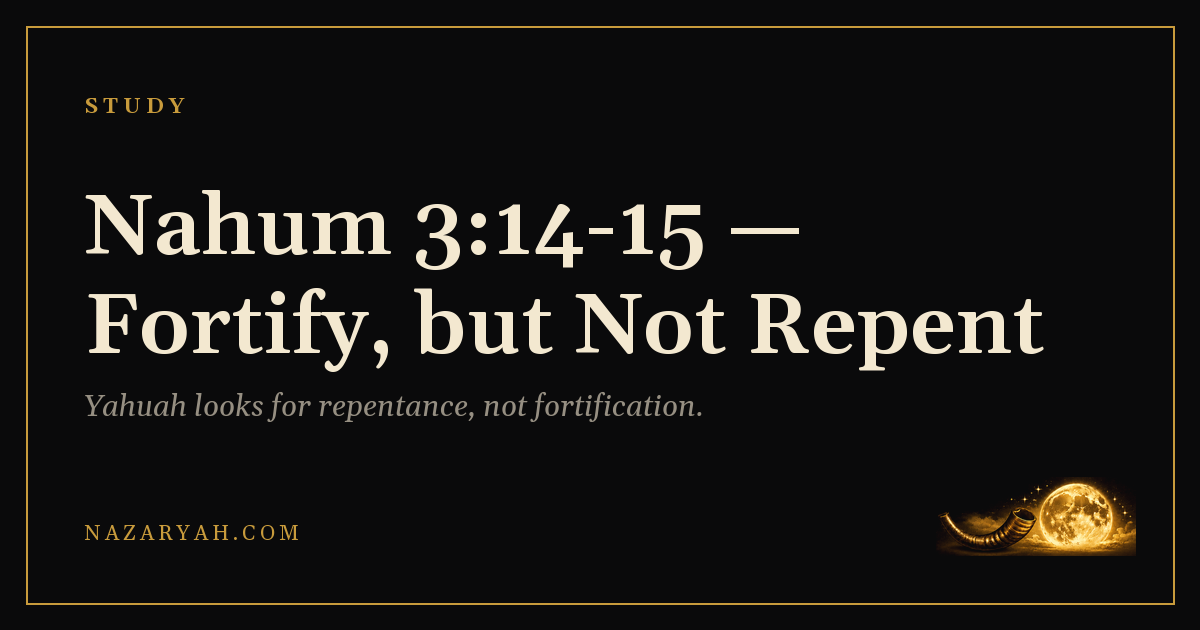 STUDY
Nahum 3:14-15 —
Fortify, but Not Repent
Yahuah looks for repentance, not fortification.
NAZARYAH.COM